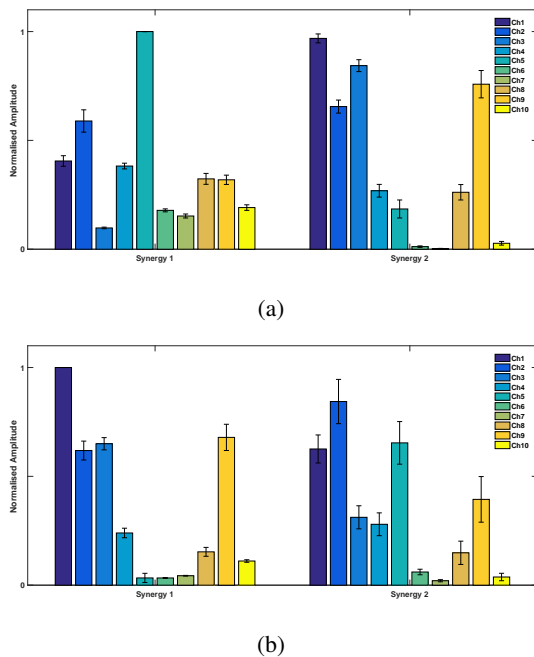 1
Normalised Amplitude
0
Synergy 1
Synergy 2
Ch1
Ch2
Ch3
Ch4
Ch5
Ch6
Ch7
Ch8
Ch9
Ch10
(a)
1
Normalised Amplitude
0
Synergy 1
Synergy 2
Ch1
Ch2
Ch3
Ch4
Ch5
Ch6
Ch7
Ch8
Ch9
Ch10
(b)